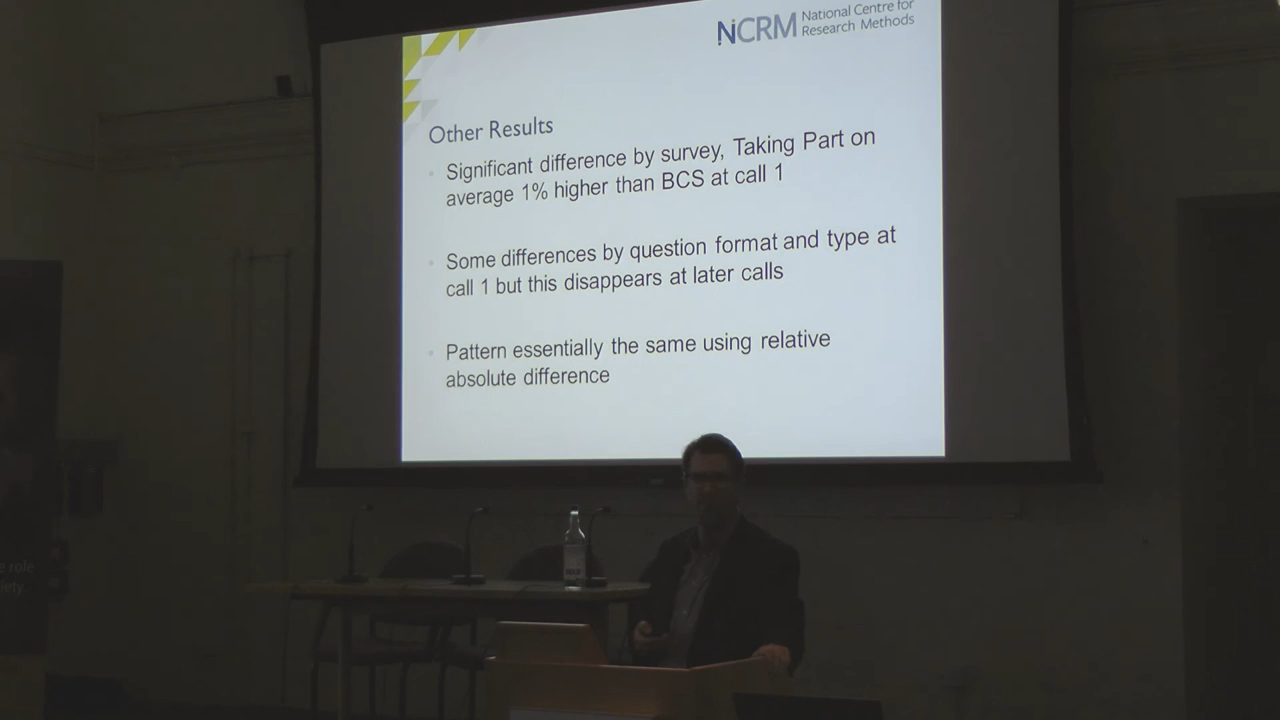 NCRM National Centre for
Research Methods
Other Results
Significant difference by survey, Taking Part on
average 1% higher than BCS at call 1
Some differences by question format and type at
call 1 but this disappears at later calls
Pattern essentially the same using relative
absolute difference
e role
iety.